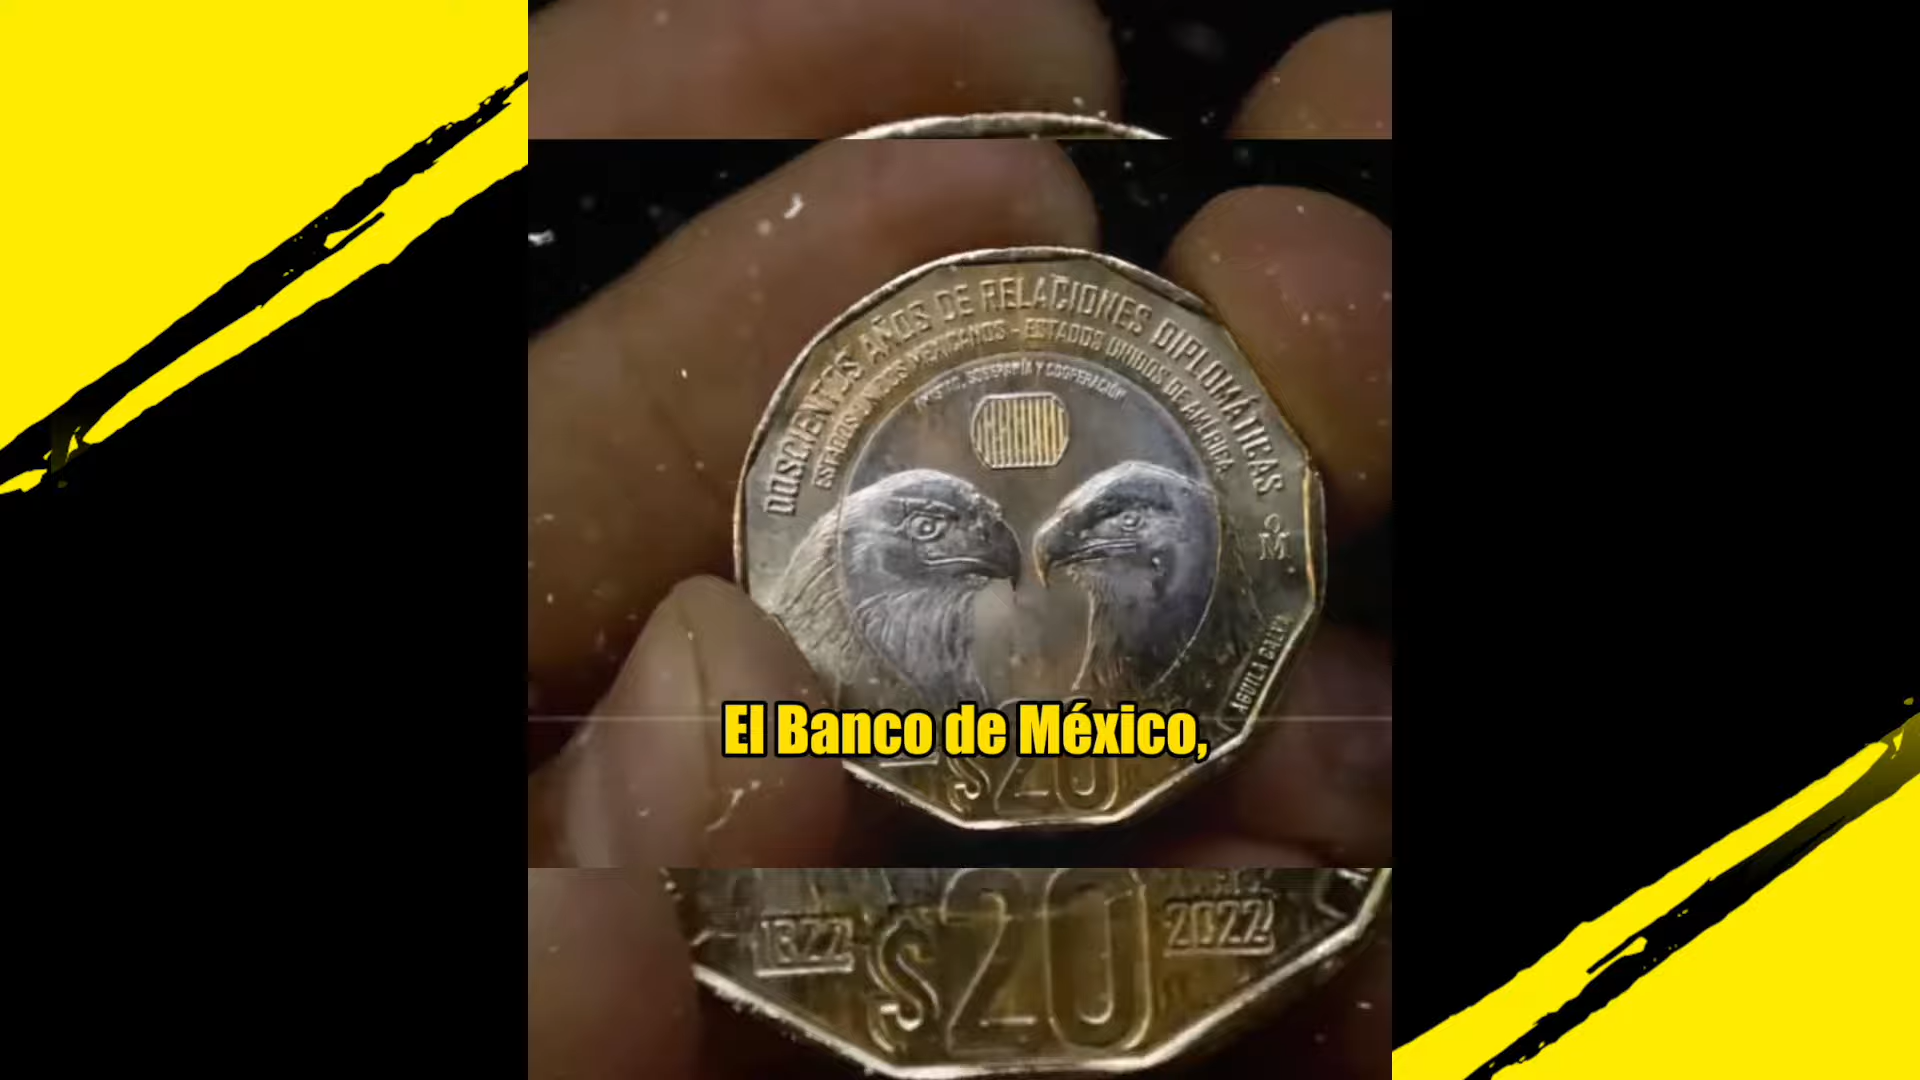 DOSCIENTOS AÑOS DE RELACIONES DIPLOMÁTICAS
ESTADOS UNIDOS MEXICANOS - ESTADOS UNIDOS DE AMÉRICA
AMISTAD, SOBERANÍA Y COOPERACIÓN
M
ÁGUILA CALVA
El Banco de México,
$20
1822 $20 2022